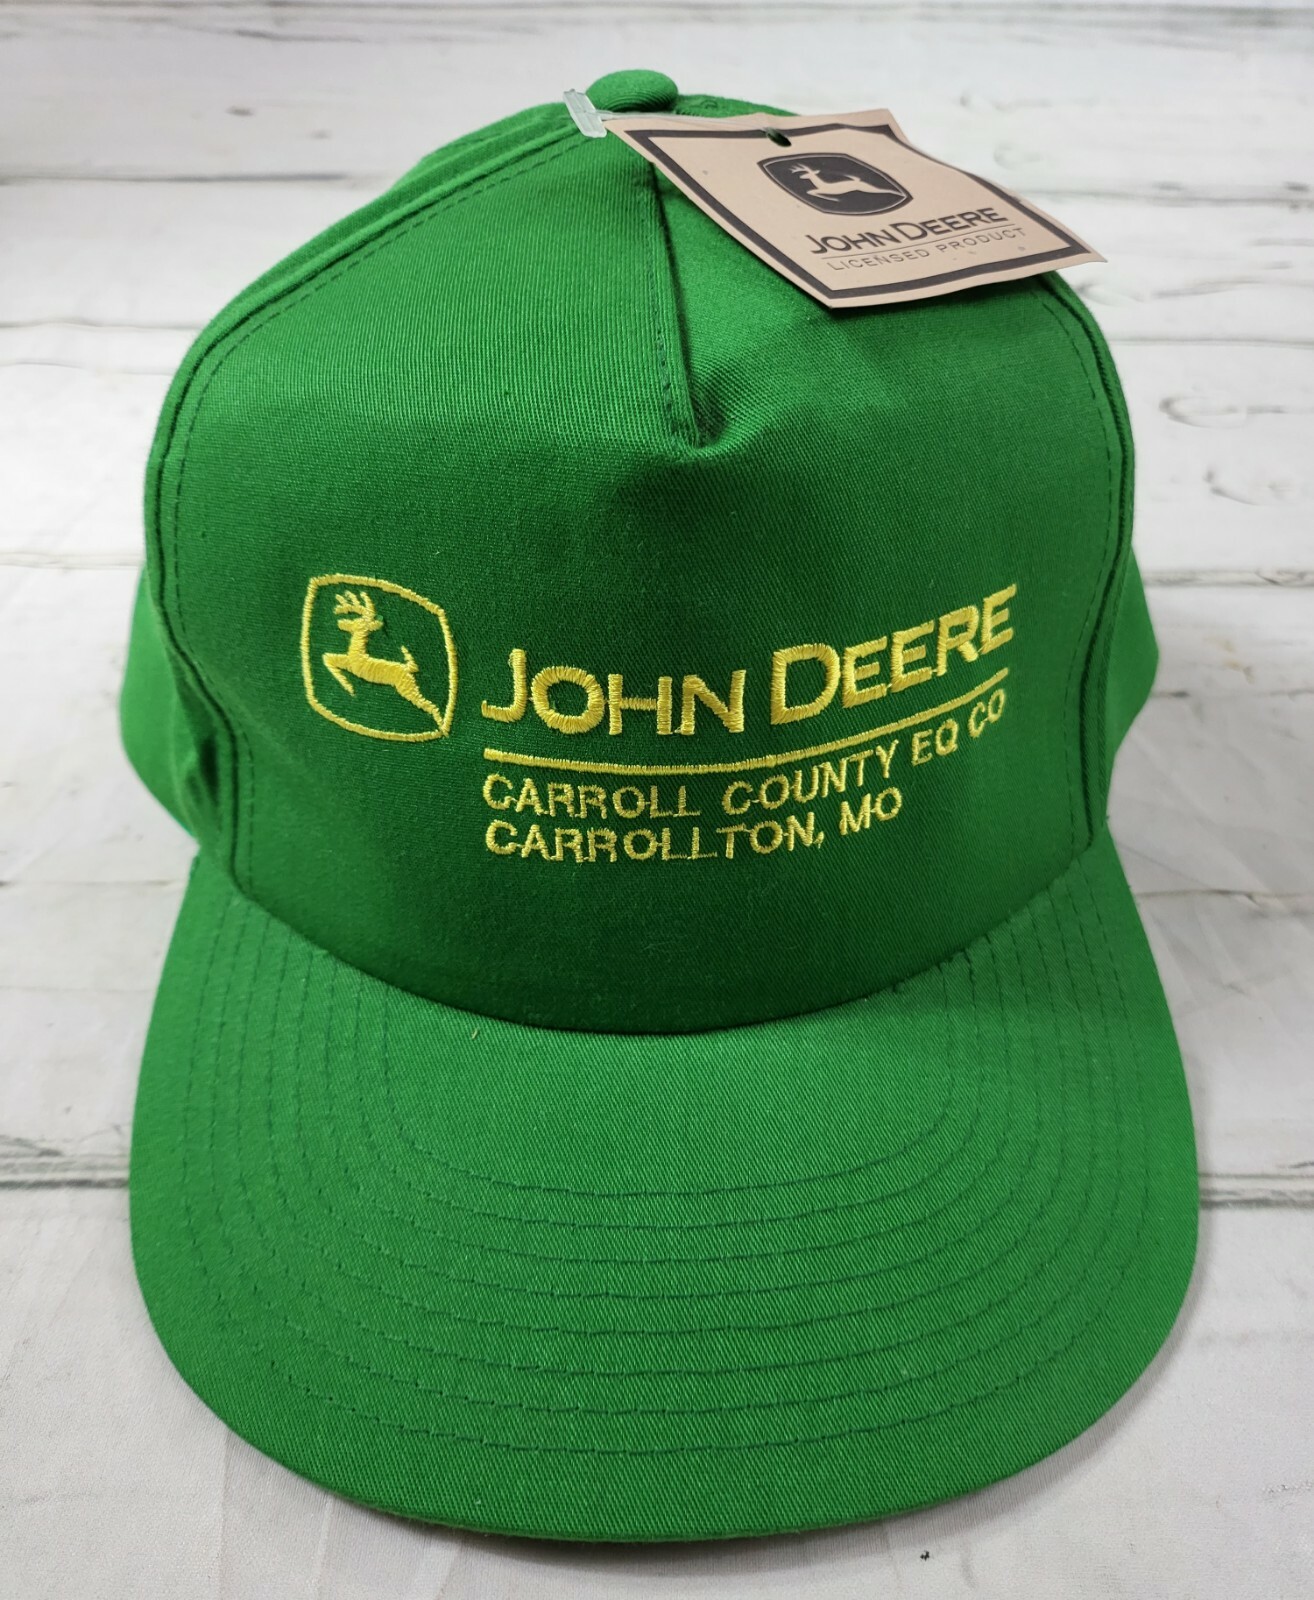 JOHN DEERE
LICENSED PRODUCT
JOHN DEERE
CARROLL COUNTY EQ CO
CARROLLTON, MO